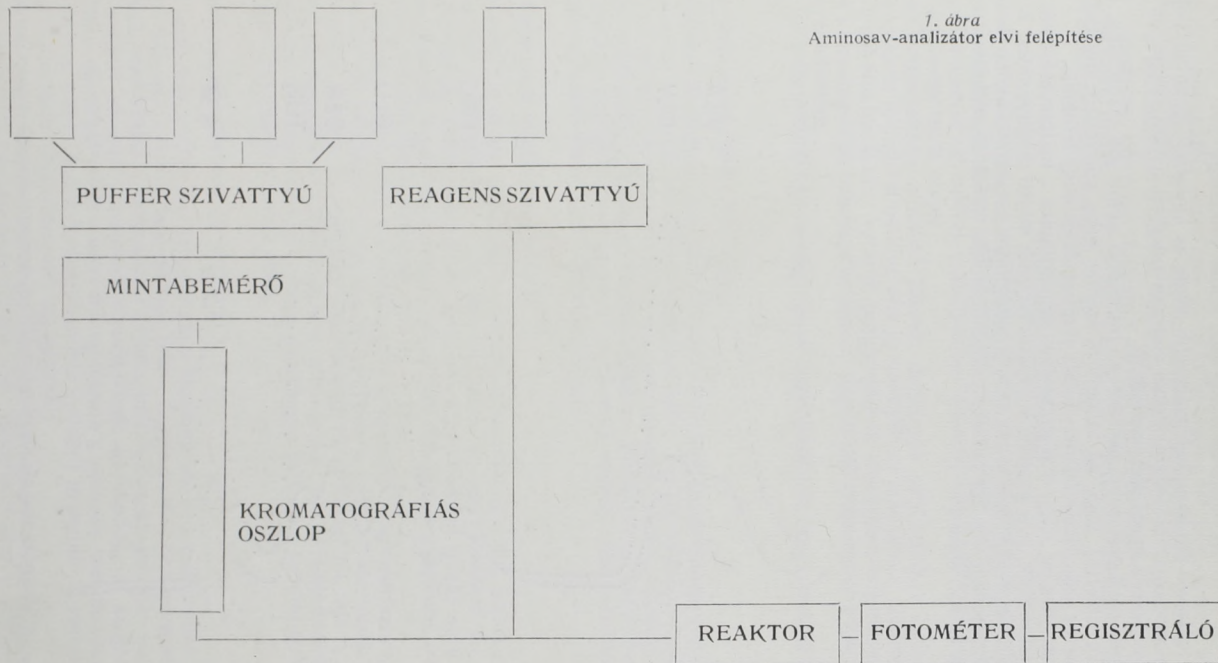 1. ábra
Aminosav-analizátor elvi felépítése
PUFFER SZIVATTYÚ
REAGENS SZIVATTYÚ
MINTABEMÉRŐ
KROMATOGRÁFIÁS
OSZLOP
REAKTOR
FOTOMÉTER
REGISZTRÁLÓ